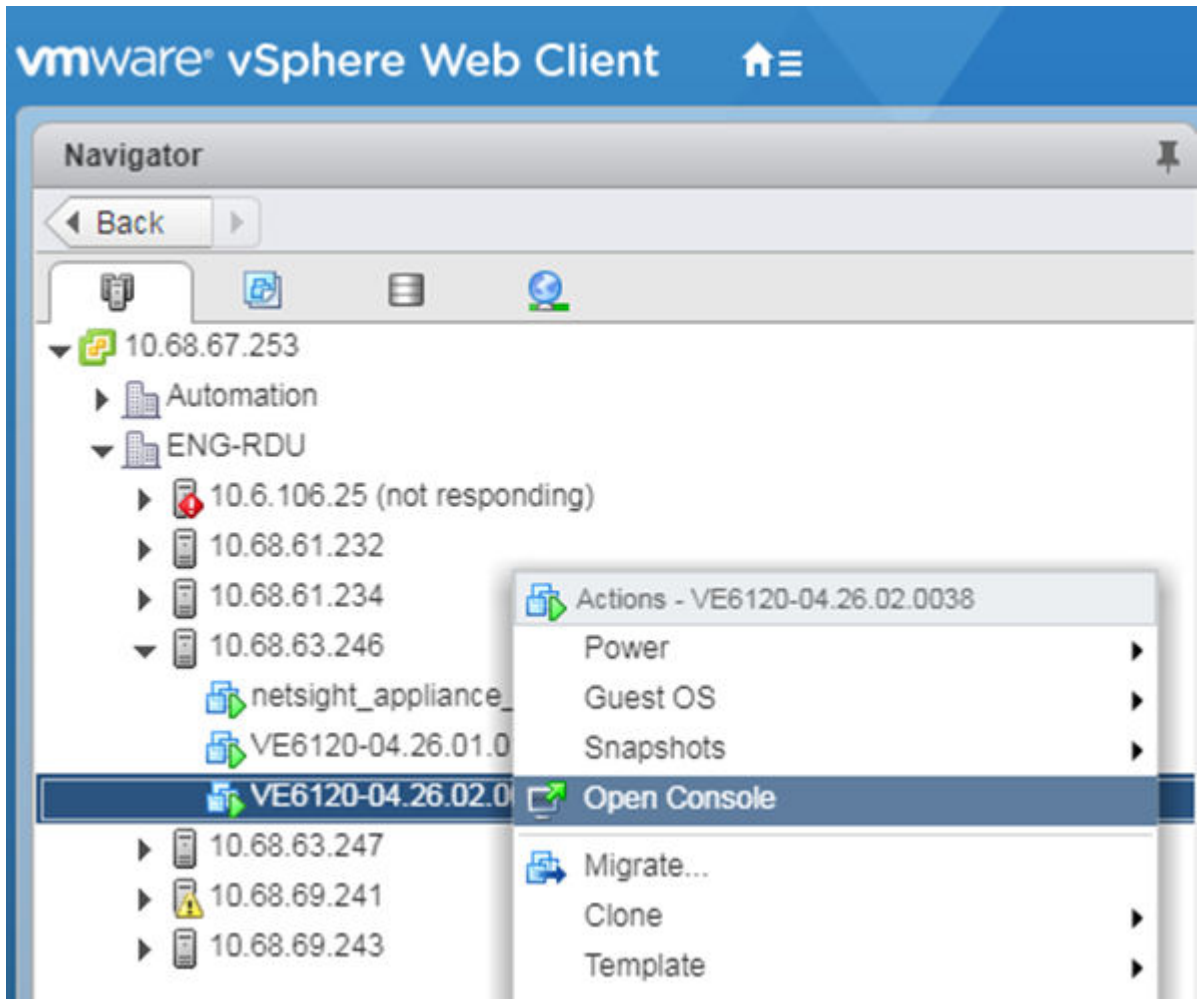 vmware® vSphere Web Client
Navigator
Back
10.68.67.253
Automation
ENG-RDU
10.6.106.25 (not responding)
10.68.61.232
10.68.61.234
10.68.63.246
netsight_appliance_
VE6120-04.26.01.0
VE6120-04.26.02.0
10.68.63.247
10.68.69.241
10.68.69.243
Actions - VE6120-04.26.02.0038
Power
Guest OS
Snapshots
Open Console
Migrate...
Clone
Template